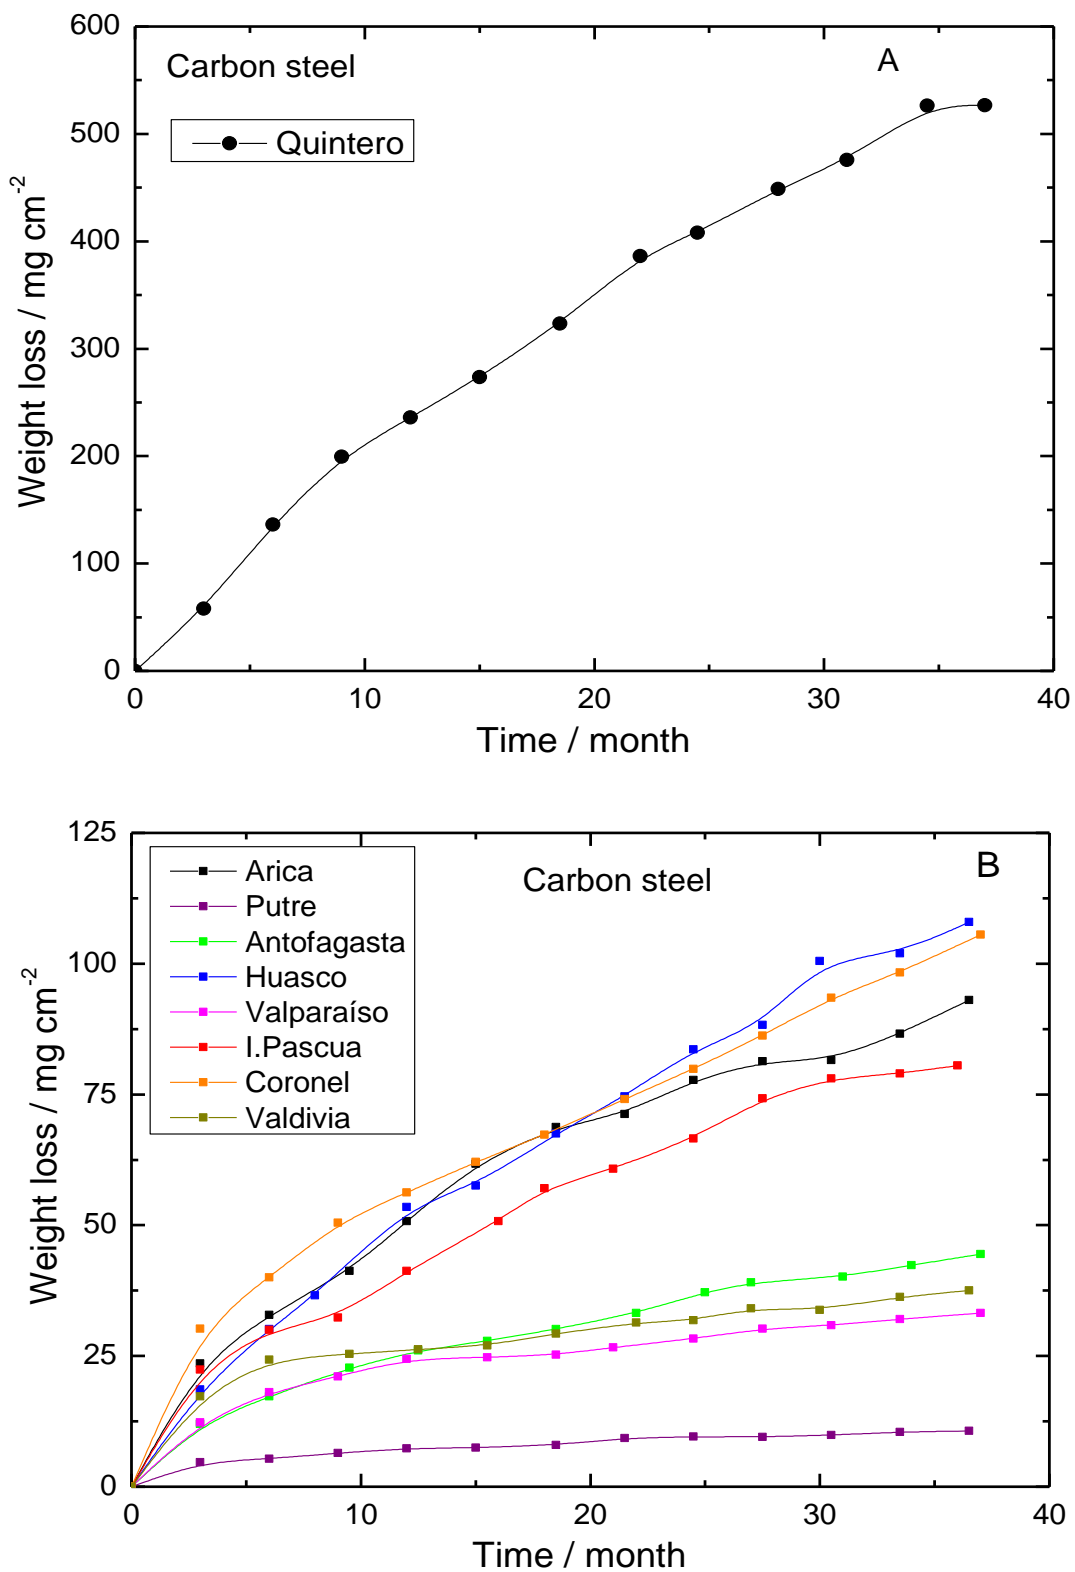 600
500
400
300
200
100
0
Weight loss / mg cm⁻²
Carbon steel
A
Quintero
0 10 20 30 40
Time / month
125
100
75
50
25
0
Weight loss / mg cm⁻²
Carbon steel
B
Arica
Putre
Antofagasta
Huasco
Valparaíso
I.Pascua
Coronel
Valdivia
0 10 20 30 40
Time / month